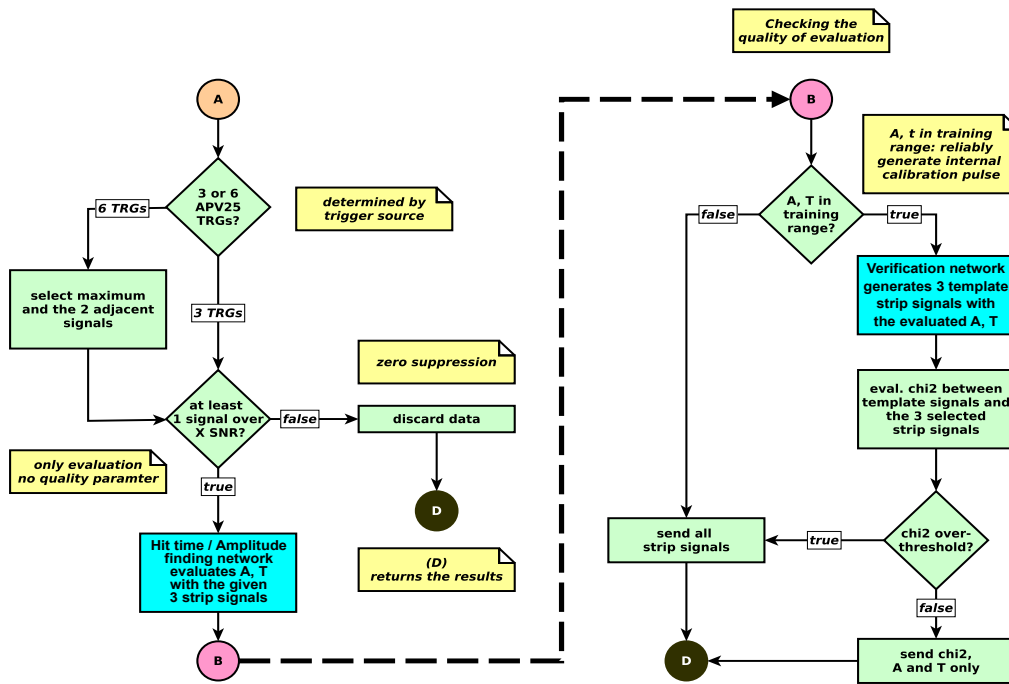 A
3 or 6
APV25
TRGs?
6 TRGs
determined by
trigger source
select maximum
and the 2 adjacent
signals
3 TRGs
zero suppression
at least
1 signal over
X SNR?
false
discard data
only evaluation
no quality paramter
true
D
Hit time / Amplitude
finding network
evaluates A, T
with the given
3 strip signals
(D)
returns the results
B
Checking the
quality of evaluation
B
A, t in training
range: reliably
generate internal
calibration pulse
A, T in
training
range?
false
true
Verification network
generates 3 template
strip signals with
the evaluated A, T
eval. chi2 between
template signals and
the 3 selected
strip signals
send all
strip signals
true
chi2 over-
threshold?
false
D
send chi2,
A and T only